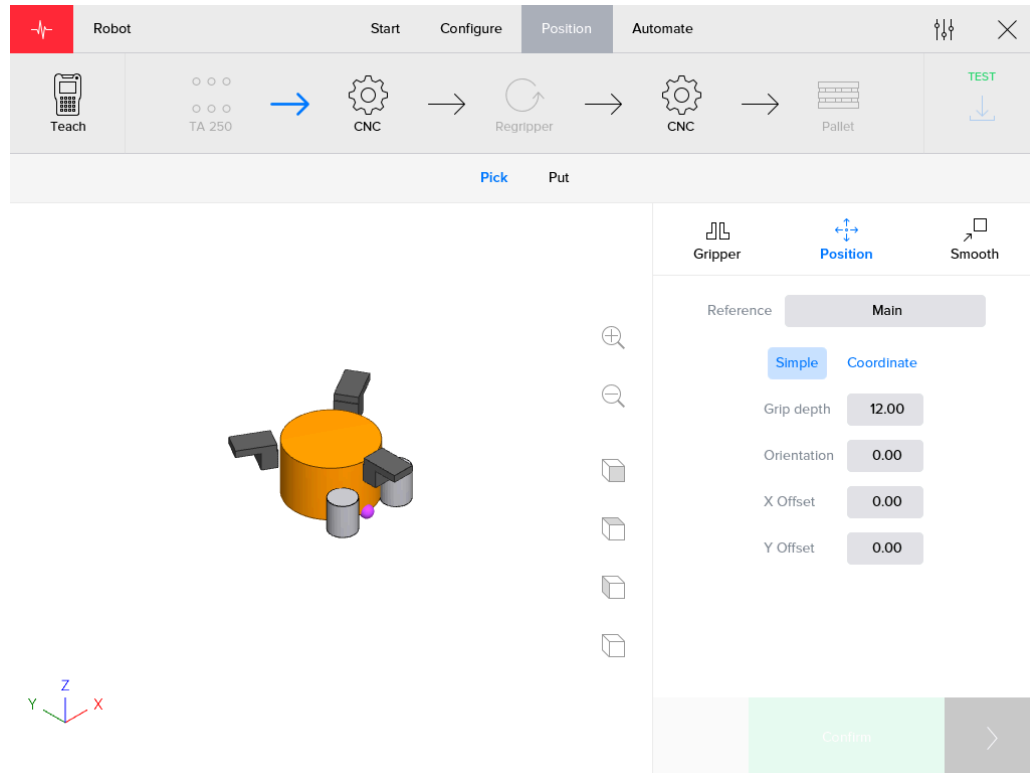 Robot Start Configure Position Automate
TEST
Teach TA 250 CNC Regripper CNC Pallet
Pick Put
Gripper Position Smooth
Reference Main
Simple Coordinate
Grip depth 12.00
Orientation 0.00
X Offset 0.00
Y Offset 0.00
Z
Y X
Confirm